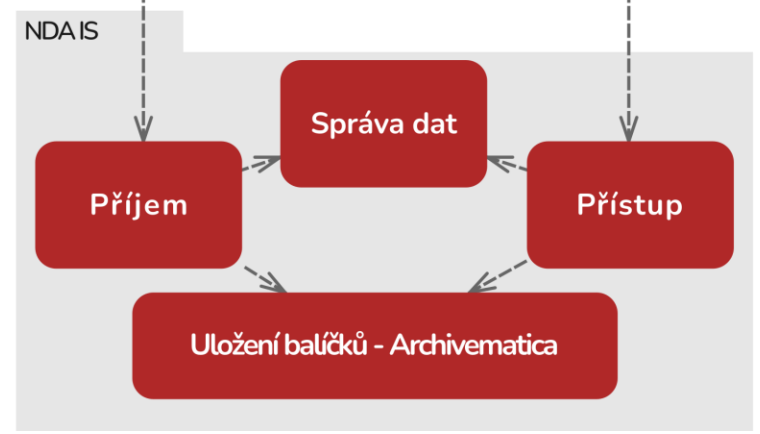 NDA IS
Správa dat
Příjem
Přístup
Uložení balíčků - Archivematica